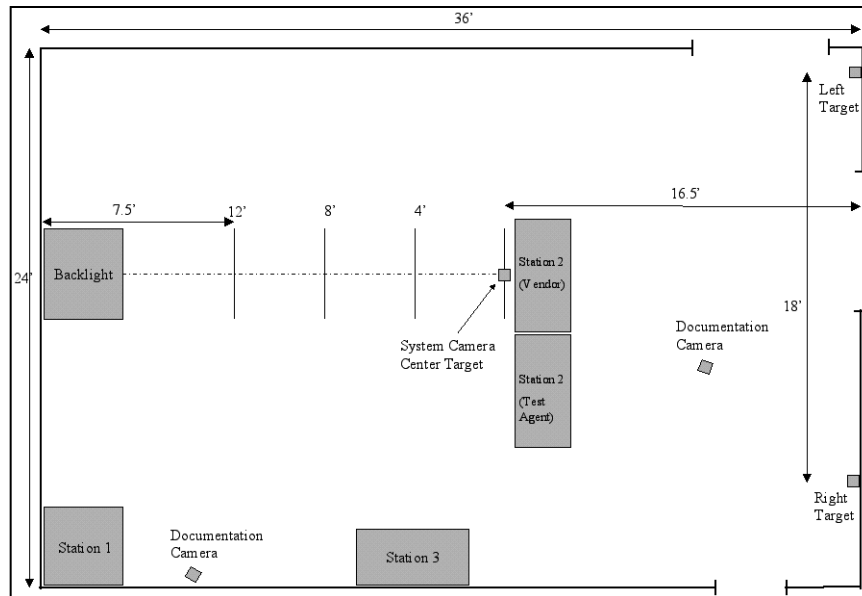 36’
Left
Target
16.5’
7.5’
12’
8’
4’
Backlight
Station 2
(Vendor)
24’
18’
System Camera
Center Target
Documentation
Camera
Station 2
(Test
Agent)
Right
Target
Station 1
Documentation
Camera
Station 3